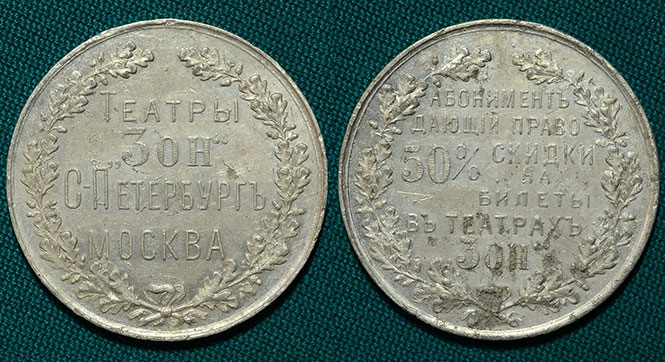 ТЕАТРЫ
„Зон“
С-ПЕТЕРБУРГЪ
МОСКВА
АБОНИМЕНТЪ
ДАЮЩІЙ ПРАВО
50% СКИДКИ
НА
БИЛЕТЫ
ВЪ ТЕАТРАХЪ
„Зон“